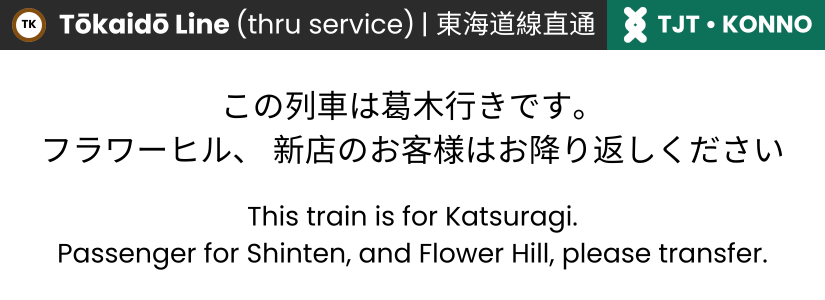 TK Tōkaidō Line (thru service) | 東海道線直通 TJT • KONNO
この列車は葛木行きです。
フラワーヒル、 新店のお客様はお降り返しください
This train is for Katsuragi.
Passenger for Shinten, and Flower Hill, please transfer.